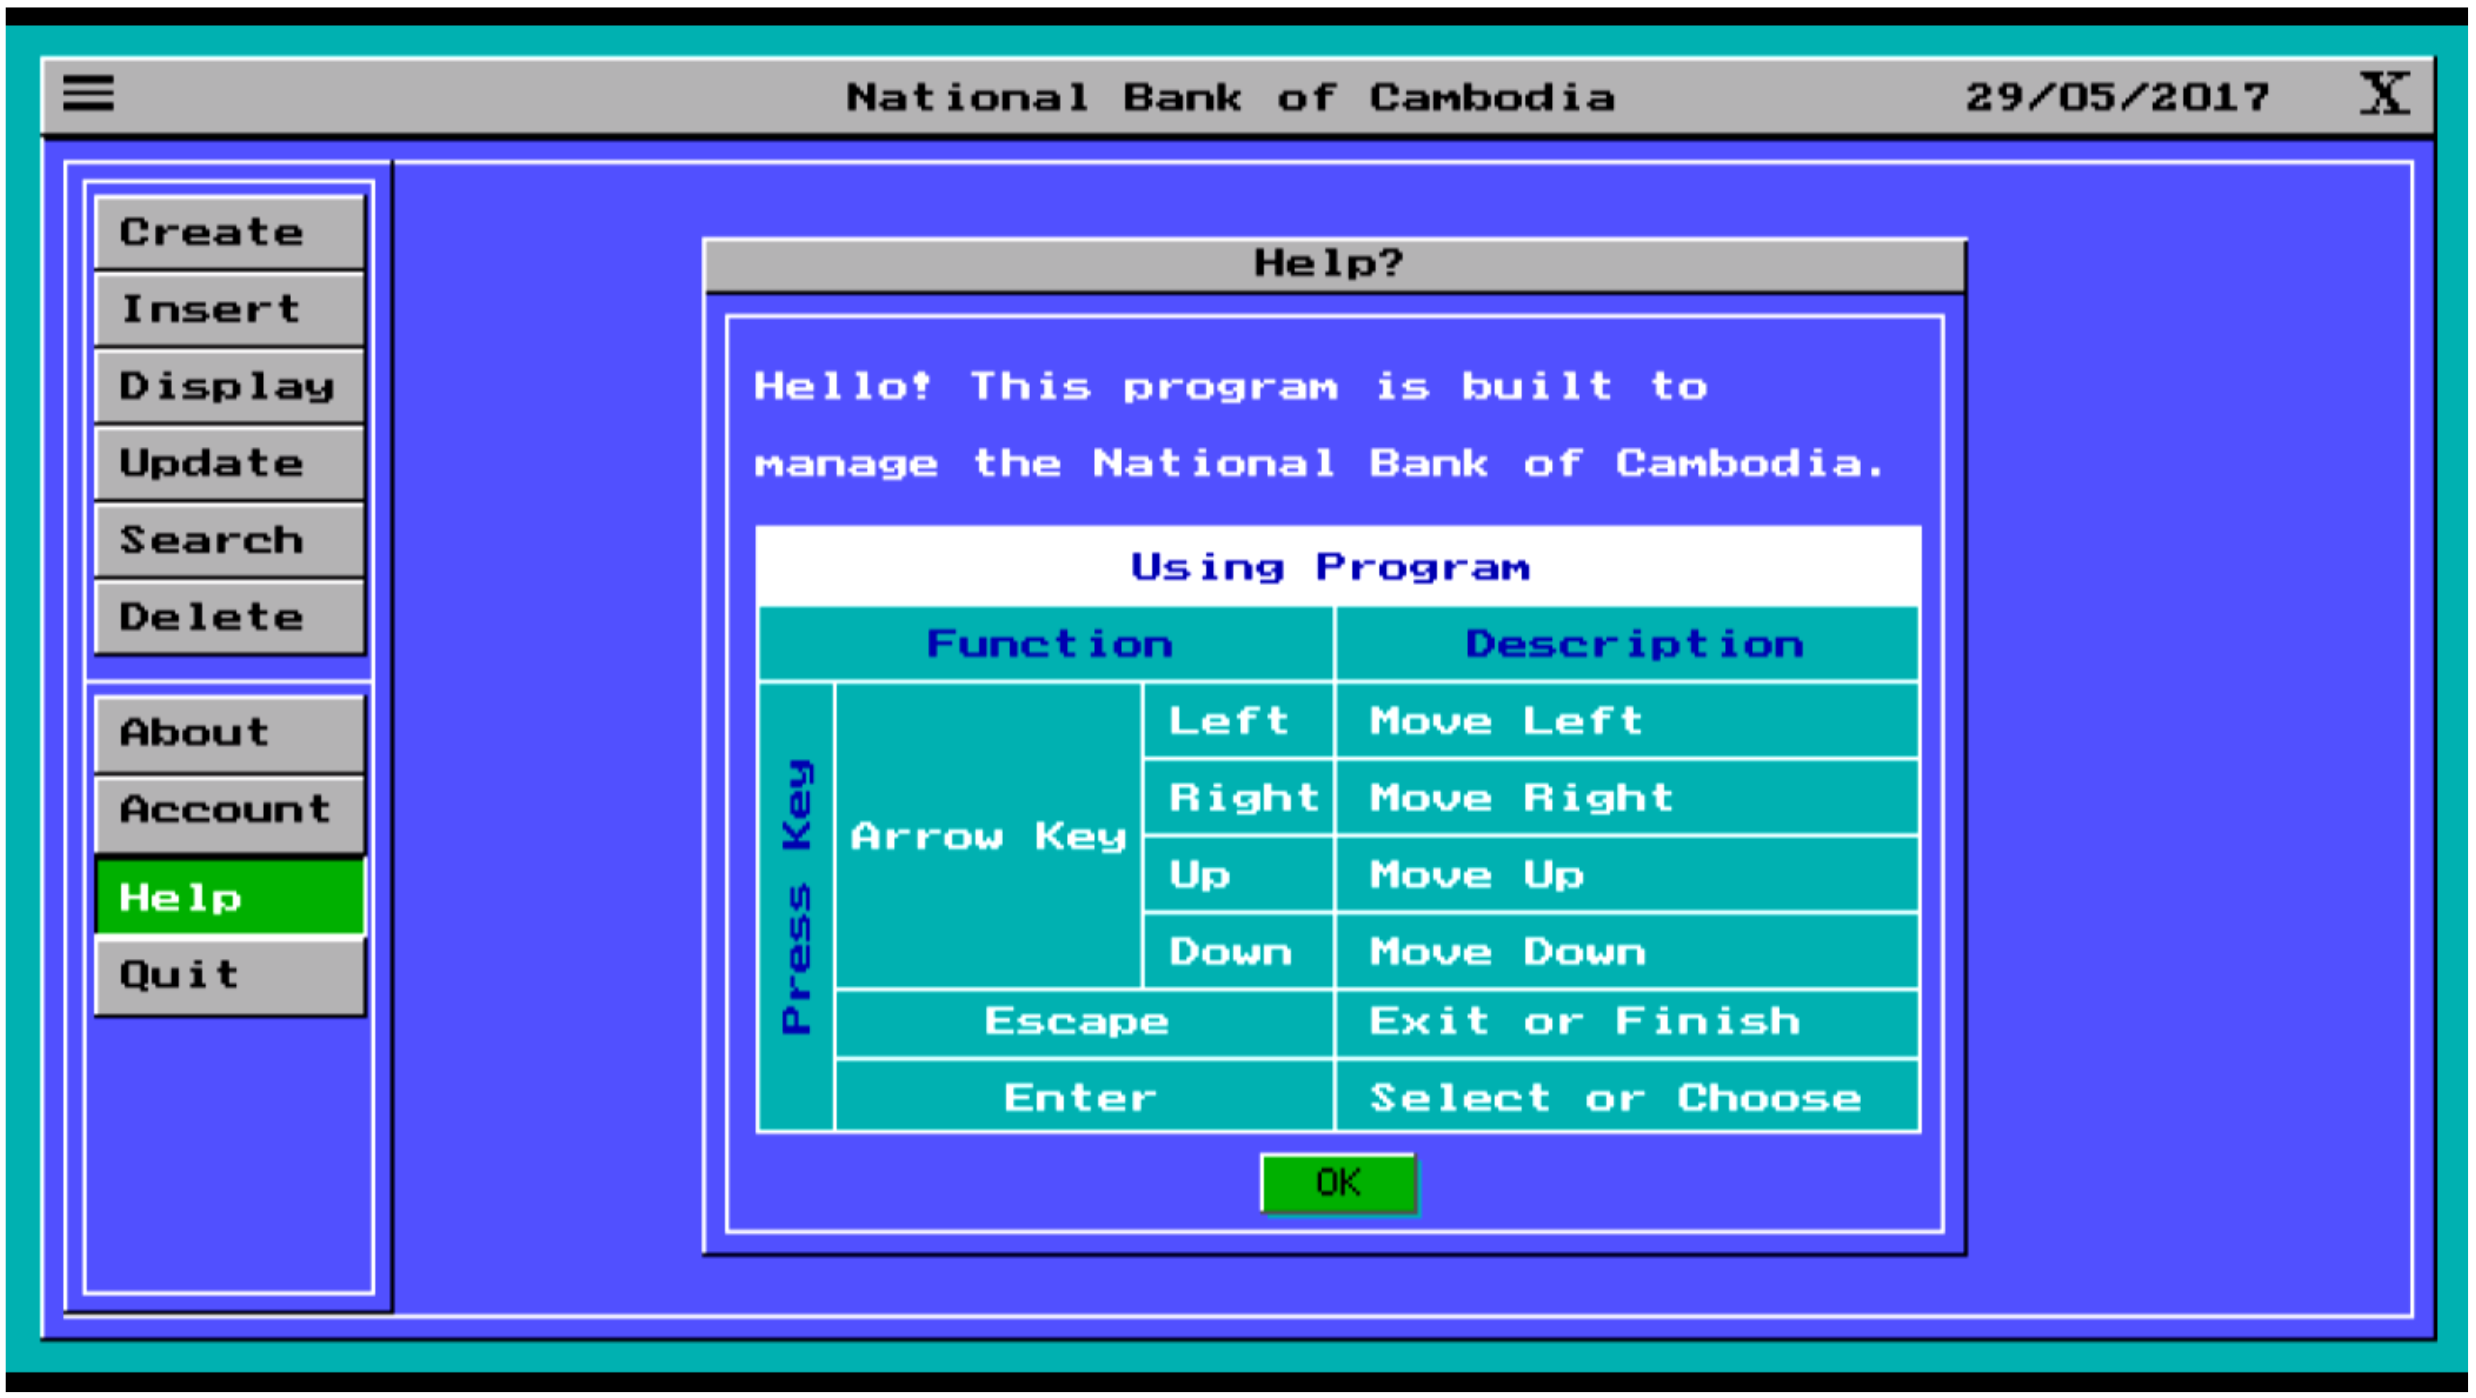 National Bank of Cambodia 29/05/2017 X
Create
Insert
Display
Update
Search
Delete
About
Account
Help
Quit
Help?
Hello! This program is built to
manage the National Bank of Cambodia.
Using Program
Function Description
Press Key
Arrow Key
Left Move Left
Right Move Right
Up Move Up
Down Move Down
Escape Exit or Finish
Enter Select or Choose
OK